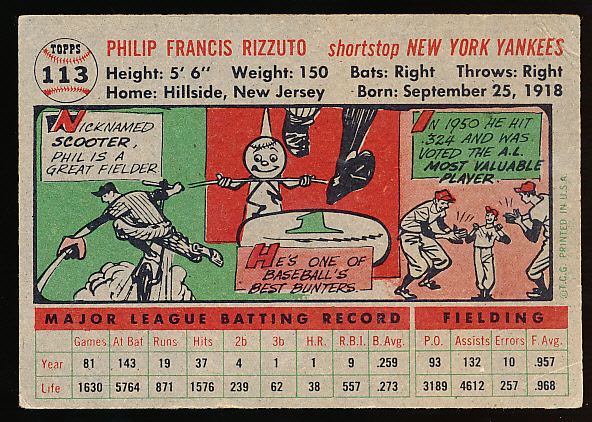 TOPPS
113
PHILIP FRANCIS RIZZUTO shortstop NEW YORK YANKEES
Height: 5' 6" Weight: 150 Bats: Right Throws: Right
Home: Hillside, New Jersey Born: September 25, 1918
NICKNAMED
SCOOTER,
PHIL IS A
GREAT FIELDER
1
HE'S ONE OF
BASEBALL'S
BEST BUNTERS.
IN 1950 HE HIT
.324 AND WAS
VOTED THE A.L.
MOST VALUABLE
PLAYER.
©T.C.G. PRINTED IN U.S.A.
MAJOR LEAGUE BATTING RECORD FIELDING
Games At Bat Runs Hits 2b 3b H.R. R.B.I. B. Avg. P.O. Assists Errors F. Avg.
Year 81 143 19 37 4 1 1 9 .259 93 132 10 .957
Life 1630 5764 871 1576 239 62 38 557 .273 3189 4612 257 .968